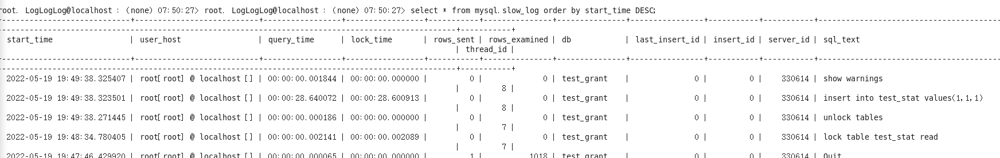 root. LogLogLog@localhost : (none) 07:50:27> root. LogLogLog@localhost : (none) 07:50:27> select * from mysql.slow_log order by start_time DESC;
start_time | user_host | query_time | lock_time | rows_sent | rows_examined | db | last_insert_id | insert_id | server_id | sql_text
| thread_id |
2022-05-19 19:49:38.325407 | root[root] @ localhost [] | 00:00:00.001844 | 00:00:00.000000 | 0 | 0 | test_grant | 0 | 0 | 330614 | show warnings
| 8 |
2022-05-19 19:49:38.323501 | root[root] @ localhost [] | 00:00:28.640072 | 00:00:28.600913 | 0 | 0 | test_grant | 0 | 0 | 330614 | insert into test_stat values(1,1,1)
| 8 |
2022-05-19 19:49:38.271445 | root[root] @ localhost [] | 00:00:00.000186 | 00:00:00.000000 | 0 | 0 | test_grant | 0 | 0 | 330614 | unlock tables
| 7 |
2022-05-19 19:48:34.780405 | root[root] @ localhost [] | 00:00:00.002141 | 00:00:00.002089 | 0 | 0 | test_grant | 0 | 0 | 330614 | lock table test_stat read
| 7 |
2022-05-19 19:47:46.429920 | root[root] @ localhost [] | 00:00:00.000065 | 00:00:00.000000 | 1 | 1018 | test_grant | 0 | 0 | 330614 | Quit